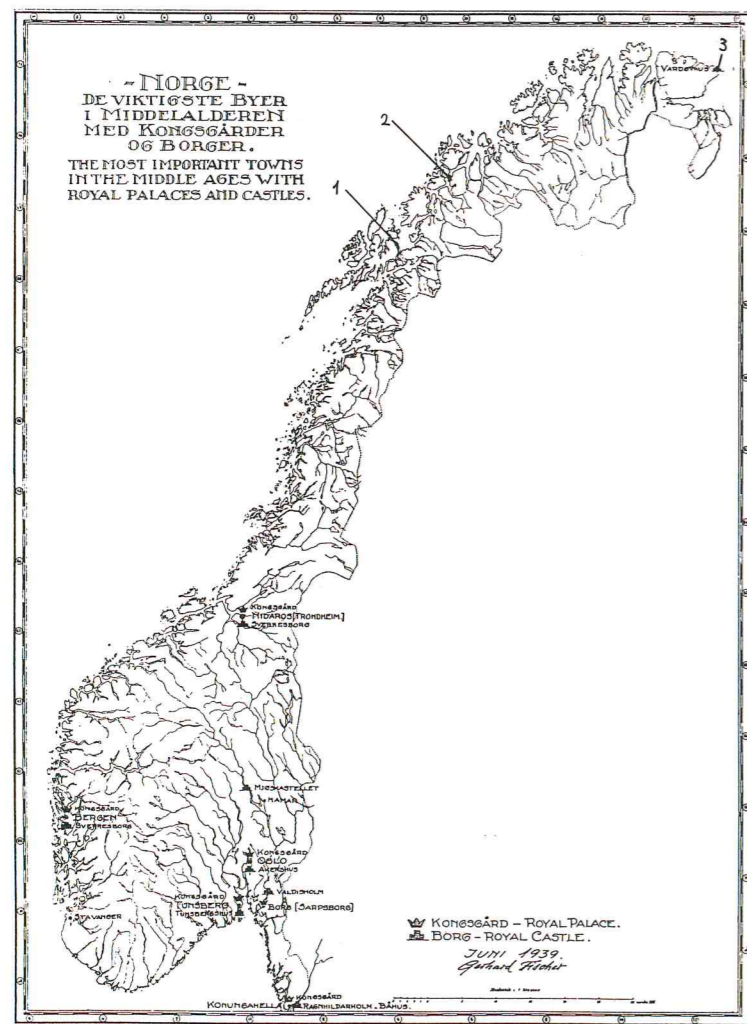 - NORGE -
DE VIKTIGSTE BYER
I MIDDELALDEREN
MED KONGSGÅRDER
OG BORGER.
THE MOST IMPORTANT TOWNS
IN THE MIDDLE AGES WITH
ROYAL PALACES AND CASTLES.
1
2
3
VARDØHUS
KONGSGÅRD
NIDAROS [TRONDHEIM.]
SVERRESBORG
MJØSKASTELLET
HAMAR
KONGSGÅRD
BERGEN
SVERRESBORG
KONGSGÅRD
OSLO
AKERSHUS
VALDISHOLM
BORG [SARPSBORG]
KONGSGÅRD
TUNSBERG
TUNSBERGHUS
STAVANGER
KONGSGÅRD
KONUNGAHELLA
RAGNHILDARHOLM. BÅHUS.
KONGSGÅRD – ROYAL PALACE.
BORG – ROYAL CASTLE.
JUNI 1939.
Gerhard Fischer